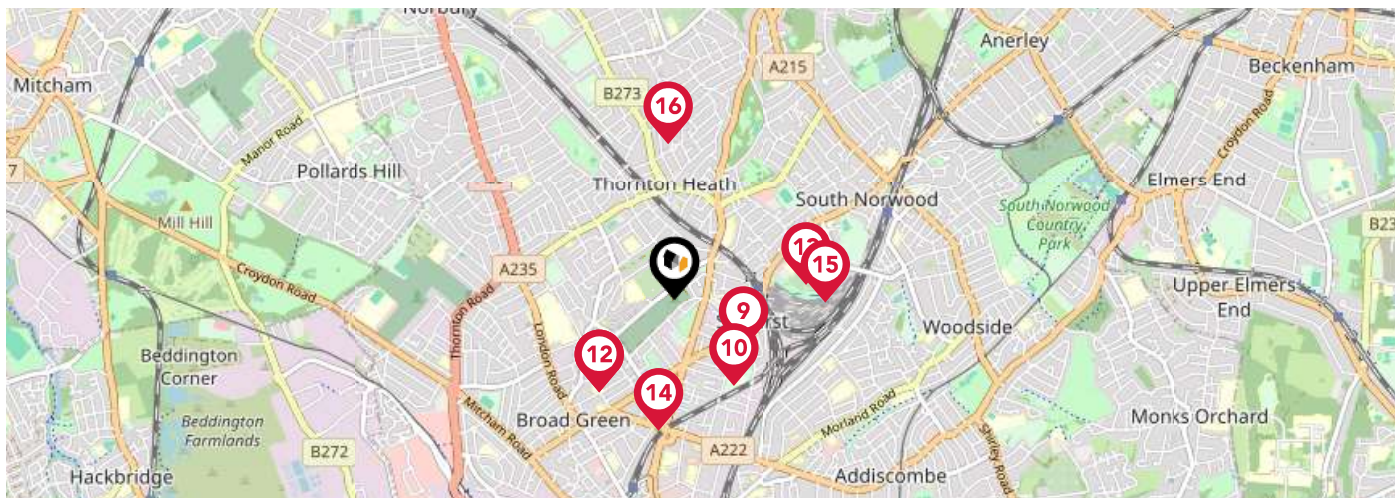 Norbury
Anerley
A215
Beckenham
Mitcham
B273
16
Croydon Road
Manor Road
Pollards Hill
7
Thornton Heath
South Norwood
Elmers End
Mill Hill
South Norwood
Country
Park
B23
15
A235
Croydon Road
Thornton Road
Upper Elmers
End
9
Woodside
London Road
10
12
Beddington
Corner
14
Mitcham Road
Broad Green
Morland Road
Monks Orchard
Beddington
Farmlands
B272
A222
Shirley Road
Hackbridge
Addiscombe